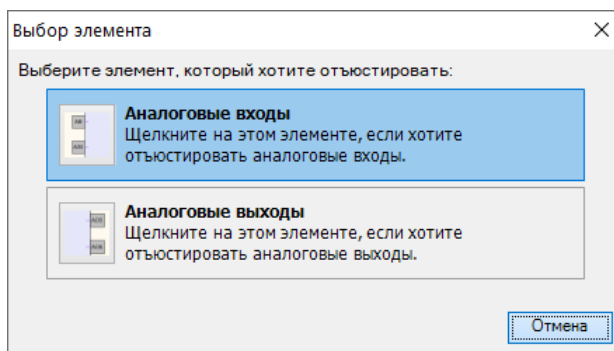 Выбор элемента
Выберите элемент, который хотите отъюстировать:
Аналоговые входы
Щелкните на этом элементе, если хотите
отъюстировать аналоговые входы.
Аналоговые выходы
Щелкните на этом элементе, если хотите
отъюстировать аналоговые выходы.
Отмена